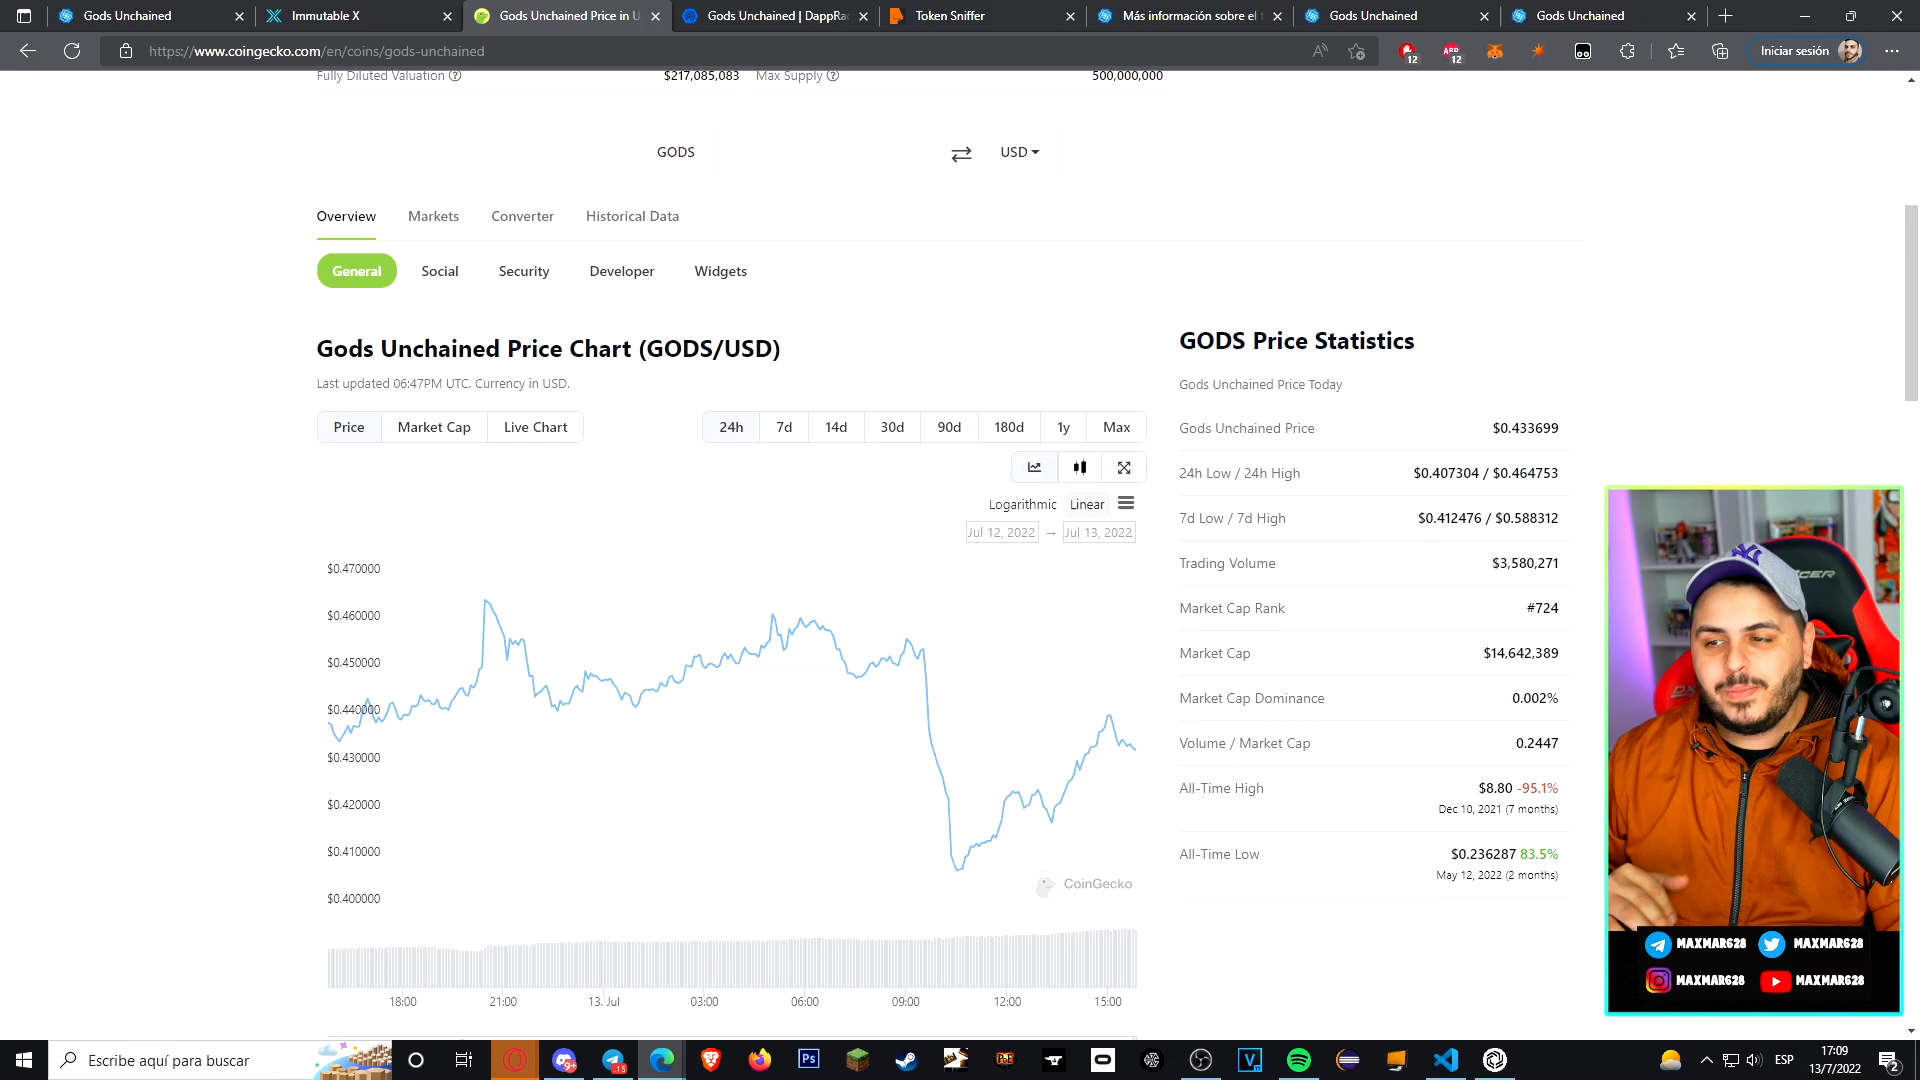 Gods Unchained
Immutable X
Gods Unchained Price in U
Gods Unchained | DappRa
Token Sniffer
Más información sobre el
Gods Unchained
Gods Unchained
https://www.coingecko.com/en/coins/gods-unchained
12
ABP
12
Iniciar sesión
Fully Diluted Valuation
$217,085,083
Max Supply
500,000,000
GODS
USD
Overview
Markets
Converter
Historical Data
General
Social
Security
Developer
Widgets
Gods Unchained Price Chart (GODS/USD)
Last updated 06:47PM UTC. Currency in USD.
Price
Market Cap
Live Chart
24h
7d
14d
30d
90d
180d
1y
Max
Logarithmic
Linear
Jul 12, 2022 → Jul 13, 2022
$0.470000
$0.460000
$0.450000
$0.440000
$0.430000
$0.420000
$0.410000
$0.400000
CoinGecko
18:00
21:00
13. Jul
03:00
06:00
09:00
12:00
15:00
GODS Price Statistics
Gods Unchained Price Today
Gods Unchained Price
$0.433699
24h Low / 24h High
$0.407304 / $0.464753
7d Low / 7d High
$0.412476 / $0.588312
Trading Volume
$3,580,271
Market Cap Rank
#724
Market Cap
$14,642,389
Market Cap Dominance
0.002%
Volume / Market Cap
0.2447
All-Time High
$8.80 -95.1%
Dec 10, 2021 (7 months)
All-Time Low
$0.236287 83.5%
May 12, 2022 (2 months)
MAXMAR628
MAXMAR628
MAXMAR628
MAXMAR628
Escribe aquí para buscar
9+
15
Ps
ESP
17:09
13/7/2022
2